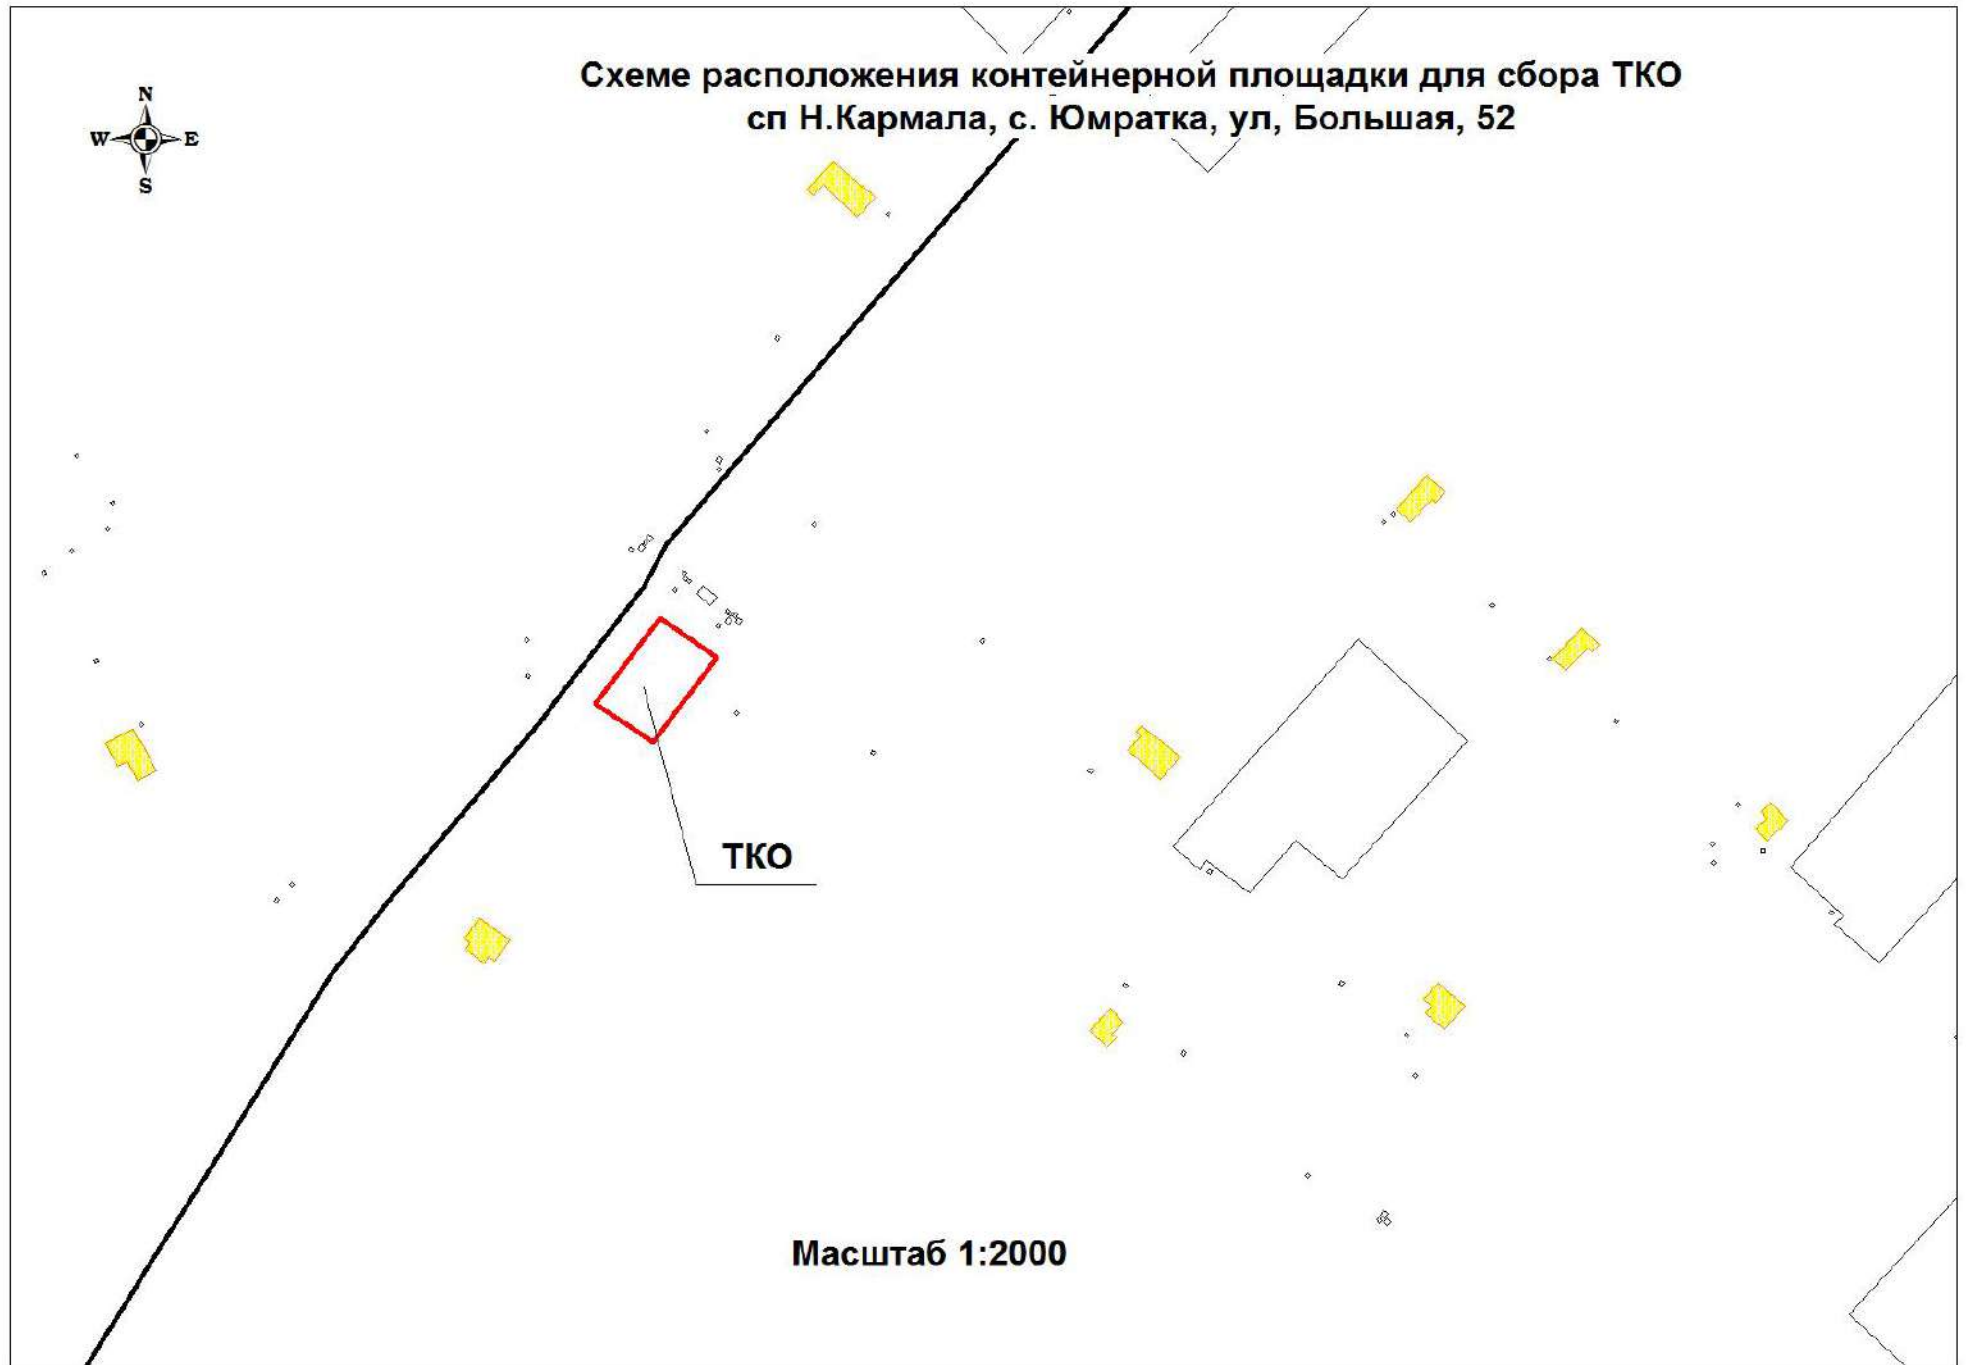 Схеме расположения контейнерной площадки для сбора ТКО
сп Н.Кармала, с. Юмратка, ул, Большая, 52
N
W E
S
ТКО
Масштаб 1:2000